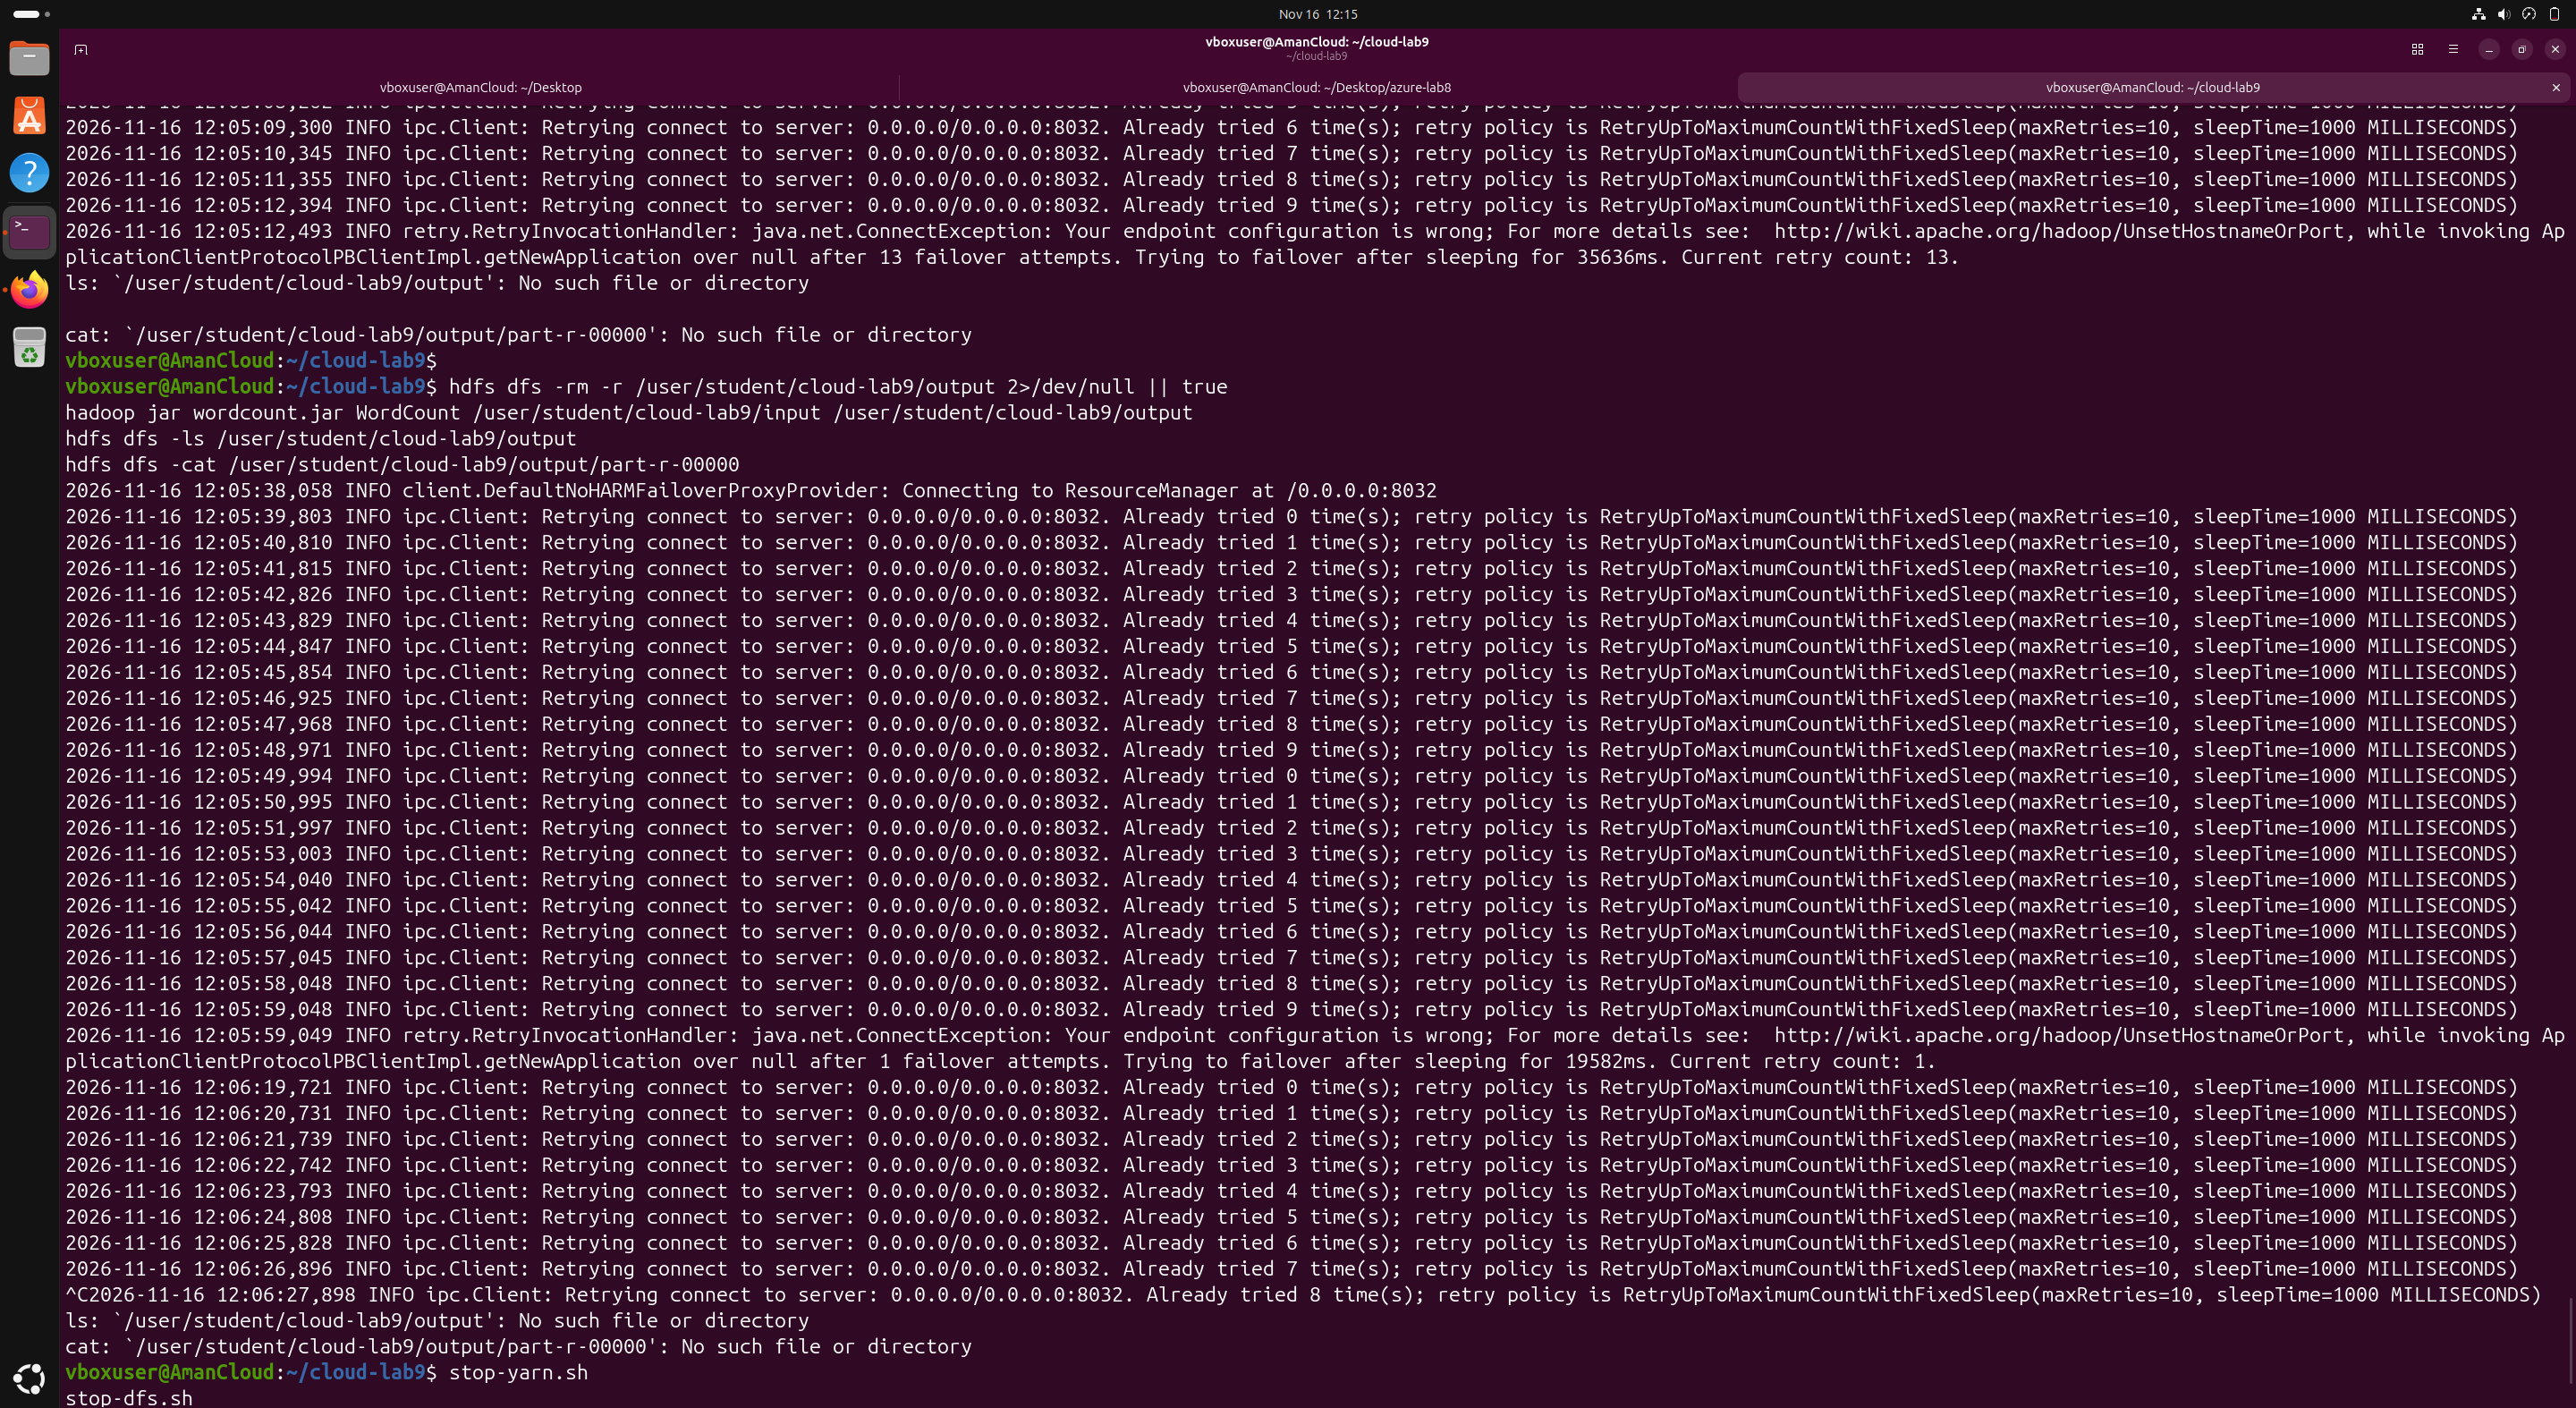 Nov 16 12:15
vboxuser@AmanCloud: ~/cloud-lab9
~/cloud-lab9
vboxuser@AmanCloud: ~/Desktop
vboxuser@AmanCloud: ~/Desktop/azure-lab8
vboxuser@AmanCloud: ~/cloud-lab9
INFO ipc.Client: Retrying connect to server: 0.0.0.0/0.0.0.0:8032. Already tried 5 time(s); retry policy is RetryUpToMaximumCountWithFixedSleep(maxRetries=10, sleepTime=1000 MILLISECONDS)
2026-11-16 12:05:09,300 INFO ipc.Client: Retrying connect to server: 0.0.0.0/0.0.0.0:8032. Already tried 6 time(s); retry policy is RetryUpToMaximumCountWithFixedSleep(maxRetries=10, sleepTime=1000 MILLISECONDS)
2026-11-16 12:05:10,345 INFO ipc.Client: Retrying connect to server: 0.0.0.0/0.0.0.0:8032. Already tried 7 time(s); retry policy is RetryUpToMaximumCountWithFixedSleep(maxRetries=10, sleepTime=1000 MILLISECONDS)
2026-11-16 12:05:11,355 INFO ipc.Client: Retrying connect to server: 0.0.0.0/0.0.0.0:8032. Already tried 8 time(s); retry policy is RetryUpToMaximumCountWithFixedSleep(maxRetries=10, sleepTime=1000 MILLISECONDS)
2026-11-16 12:05:12,394 INFO ipc.Client: Retrying connect to server: 0.0.0.0/0.0.0.0:8032. Already tried 9 time(s); retry policy is RetryUpToMaximumCountWithFixedSleep(maxRetries=10, sleepTime=1000 MILLISECONDS)
2026-11-16 12:05:12,493 INFO retry.RetryInvocationHandler: java.net.ConnectException: Your endpoint configuration is wrong; For more details see:  http://wiki.apache.org/hadoop/UnsetHostnameOrPort, while invoking Ap
plicationClientProtocolPBClientImpl.getNewApplication over null after 13 failover attempts. Trying to failover after sleeping for 35636ms. Current retry count: 13.
ls: `/user/student/cloud-lab9/output': No such file or directory
cat: `/user/student/cloud-lab9/output/part-r-00000': No such file or directory
vboxuser@AmanCloud:~/cloud-lab9$
vboxuser@AmanCloud:~/cloud-lab9$ hdfs dfs -rm -r /user/student/cloud-lab9/output 2>/dev/null || true
hadoop jar wordcount.jar WordCount /user/student/cloud-lab9/input /user/student/cloud-lab9/output
hdfs dfs -ls /user/student/cloud-lab9/output
hdfs dfs -cat /user/student/cloud-lab9/output/part-r-00000
2026-11-16 12:05:38,058 INFO client.DefaultNoHARMFailoverProxyProvider: Connecting to ResourceManager at /0.0.0.0:8032
2026-11-16 12:05:39,803 INFO ipc.Client: Retrying connect to server: 0.0.0.0/0.0.0.0:8032. Already tried 0 time(s); retry policy is RetryUpToMaximumCountWithFixedSleep(maxRetries=10, sleepTime=1000 MILLISECONDS)
2026-11-16 12:05:40,810 INFO ipc.Client: Retrying connect to server: 0.0.0.0/0.0.0.0:8032. Already tried 1 time(s); retry policy is RetryUpToMaximumCountWithFixedSleep(maxRetries=10, sleepTime=1000 MILLISECONDS)
2026-11-16 12:05:41,815 INFO ipc.Client: Retrying connect to server: 0.0.0.0/0.0.0.0:8032. Already tried 2 time(s); retry policy is RetryUpToMaximumCountWithFixedSleep(maxRetries=10, sleepTime=1000 MILLISECONDS)
2026-11-16 12:05:42,826 INFO ipc.Client: Retrying connect to server: 0.0.0.0/0.0.0.0:8032. Already tried 3 time(s); retry policy is RetryUpToMaximumCountWithFixedSleep(maxRetries=10, sleepTime=1000 MILLISECONDS)
2026-11-16 12:05:43,829 INFO ipc.Client: Retrying connect to server: 0.0.0.0/0.0.0.0:8032. Already tried 4 time(s); retry policy is RetryUpToMaximumCountWithFixedSleep(maxRetries=10, sleepTime=1000 MILLISECONDS)
2026-11-16 12:05:44,847 INFO ipc.Client: Retrying connect to server: 0.0.0.0/0.0.0.0:8032. Already tried 5 time(s); retry policy is RetryUpToMaximumCountWithFixedSleep(maxRetries=10, sleepTime=1000 MILLISECONDS)
2026-11-16 12:05:45,854 INFO ipc.Client: Retrying connect to server: 0.0.0.0/0.0.0.0:8032. Already tried 6 time(s); retry policy is RetryUpToMaximumCountWithFixedSleep(maxRetries=10, sleepTime=1000 MILLISECONDS)
2026-11-16 12:05:46,925 INFO ipc.Client: Retrying connect to server: 0.0.0.0/0.0.0.0:8032. Already tried 7 time(s); retry policy is RetryUpToMaximumCountWithFixedSleep(maxRetries=10, sleepTime=1000 MILLISECONDS)
2026-11-16 12:05:47,968 INFO ipc.Client: Retrying connect to server: 0.0.0.0/0.0.0.0:8032. Already tried 8 time(s); retry policy is RetryUpToMaximumCountWithFixedSleep(maxRetries=10, sleepTime=1000 MILLISECONDS)
2026-11-16 12:05:48,971 INFO ipc.Client: Retrying connect to server: 0.0.0.0/0.0.0.0:8032. Already tried 9 time(s); retry policy is RetryUpToMaximumCountWithFixedSleep(maxRetries=10, sleepTime=1000 MILLISECONDS)
2026-11-16 12:05:49,994 INFO ipc.Client: Retrying connect to server: 0.0.0.0/0.0.0.0:8032. Already tried 0 time(s); retry policy is RetryUpToMaximumCountWithFixedSleep(maxRetries=10, sleepTime=1000 MILLISECONDS)
2026-11-16 12:05:50,995 INFO ipc.Client: Retrying connect to server: 0.0.0.0/0.0.0.0:8032. Already tried 1 time(s); retry policy is RetryUpToMaximumCountWithFixedSleep(maxRetries=10, sleepTime=1000 MILLISECONDS)
2026-11-16 12:05:51,997 INFO ipc.Client: Retrying connect to server: 0.0.0.0/0.0.0.0:8032. Already tried 2 time(s); retry policy is RetryUpToMaximumCountWithFixedSleep(maxRetries=10, sleepTime=1000 MILLISECONDS)
2026-11-16 12:05:53,003 INFO ipc.Client: Retrying connect to server: 0.0.0.0/0.0.0.0:8032. Already tried 3 time(s); retry policy is RetryUpToMaximumCountWithFixedSleep(maxRetries=10, sleepTime=1000 MILLISECONDS)
2026-11-16 12:05:54,040 INFO ipc.Client: Retrying connect to server: 0.0.0.0/0.0.0.0:8032. Already tried 4 time(s); retry policy is RetryUpToMaximumCountWithFixedSleep(maxRetries=10, sleepTime=1000 MILLISECONDS)
2026-11-16 12:05:55,042 INFO ipc.Client: Retrying connect to server: 0.0.0.0/0.0.0.0:8032. Already tried 5 time(s); retry policy is RetryUpToMaximumCountWithFixedSleep(maxRetries=10, sleepTime=1000 MILLISECONDS)
2026-11-16 12:05:56,044 INFO ipc.Client: Retrying connect to server: 0.0.0.0/0.0.0.0:8032. Already tried 6 time(s); retry policy is RetryUpToMaximumCountWithFixedSleep(maxRetries=10, sleepTime=1000 MILLISECONDS)
2026-11-16 12:05:57,045 INFO ipc.Client: Retrying connect to server: 0.0.0.0/0.0.0.0:8032. Already tried 7 time(s); retry policy is RetryUpToMaximumCountWithFixedSleep(maxRetries=10, sleepTime=1000 MILLISECONDS)
2026-11-16 12:05:58,048 INFO ipc.Client: Retrying connect to server: 0.0.0.0/0.0.0.0:8032. Already tried 8 time(s); retry policy is RetryUpToMaximumCountWithFixedSleep(maxRetries=10, sleepTime=1000 MILLISECONDS)
2026-11-16 12:05:59,048 INFO ipc.Client: Retrying connect to server: 0.0.0.0/0.0.0.0:8032. Already tried 9 time(s); retry policy is RetryUpToMaximumCountWithFixedSleep(maxRetries=10, sleepTime=1000 MILLISECONDS)
2026-11-16 12:05:59,049 INFO retry.RetryInvocationHandler: java.net.ConnectException: Your endpoint configuration is wrong; For more details see:  http://wiki.apache.org/hadoop/UnsetHostnameOrPort, while invoking Ap
plicationClientProtocolPBClientImpl.getNewApplication over null after 1 failover attempts. Trying to failover after sleeping for 19582ms. Current retry count: 1.
2026-11-16 12:06:19,721 INFO ipc.Client: Retrying connect to server: 0.0.0.0/0.0.0.0:8032. Already tried 0 time(s); retry policy is RetryUpToMaximumCountWithFixedSleep(maxRetries=10, sleepTime=1000 MILLISECONDS)
2026-11-16 12:06:20,731 INFO ipc.Client: Retrying connect to server: 0.0.0.0/0.0.0.0:8032. Already tried 1 time(s); retry policy is RetryUpToMaximumCountWithFixedSleep(maxRetries=10, sleepTime=1000 MILLISECONDS)
2026-11-16 12:06:21,739 INFO ipc.Client: Retrying connect to server: 0.0.0.0/0.0.0.0:8032. Already tried 2 time(s); retry policy is RetryUpToMaximumCountWithFixedSleep(maxRetries=10, sleepTime=1000 MILLISECONDS)
2026-11-16 12:06:22,742 INFO ipc.Client: Retrying connect to server: 0.0.0.0/0.0.0.0:8032. Already tried 3 time(s); retry policy is RetryUpToMaximumCountWithFixedSleep(maxRetries=10, sleepTime=1000 MILLISECONDS)
2026-11-16 12:06:23,793 INFO ipc.Client: Retrying connect to server: 0.0.0.0/0.0.0.0:8032. Already tried 4 time(s); retry policy is RetryUpToMaximumCountWithFixedSleep(maxRetries=10, sleepTime=1000 MILLISECONDS)
2026-11-16 12:06:24,808 INFO ipc.Client: Retrying connect to server: 0.0.0.0/0.0.0.0:8032. Already tried 5 time(s); retry policy is RetryUpToMaximumCountWithFixedSleep(maxRetries=10, sleepTime=1000 MILLISECONDS)
2026-11-16 12:06:25,828 INFO ipc.Client: Retrying connect to server: 0.0.0.0/0.0.0.0:8032. Already tried 6 time(s); retry policy is RetryUpToMaximumCountWithFixedSleep(maxRetries=10, sleepTime=1000 MILLISECONDS)
2026-11-16 12:06:26,896 INFO ipc.Client: Retrying connect to server: 0.0.0.0/0.0.0.0:8032. Already tried 7 time(s); retry policy is RetryUpToMaximumCountWithFixedSleep(maxRetries=10, sleepTime=1000 MILLISECONDS)
^C2026-11-16 12:06:27,898 INFO ipc.Client: Retrying connect to server: 0.0.0.0/0.0.0.0:8032. Already tried 8 time(s); retry policy is RetryUpToMaximumCountWithFixedSleep(maxRetries=10, sleepTime=1000 MILLISECONDS)
ls: `/user/student/cloud-lab9/output': No such file or directory
cat: `/user/student/cloud-lab9/output/part-r-00000': No such file or directory
vboxuser@AmanCloud:~/cloud-lab9$ stop-yarn.sh
stop-dfs.sh